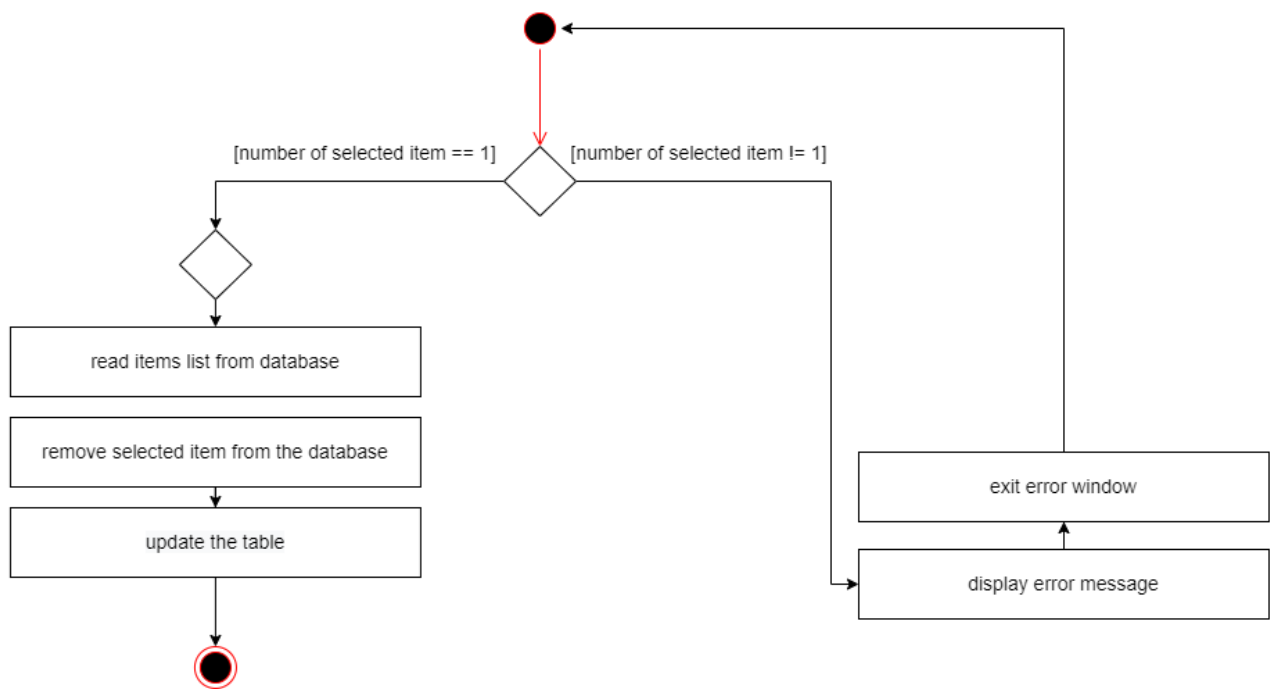 [number of selected item == 1]
[number of selected item != 1]
read items list from database
remove selected item from the database
update the table
exit error window
display error message